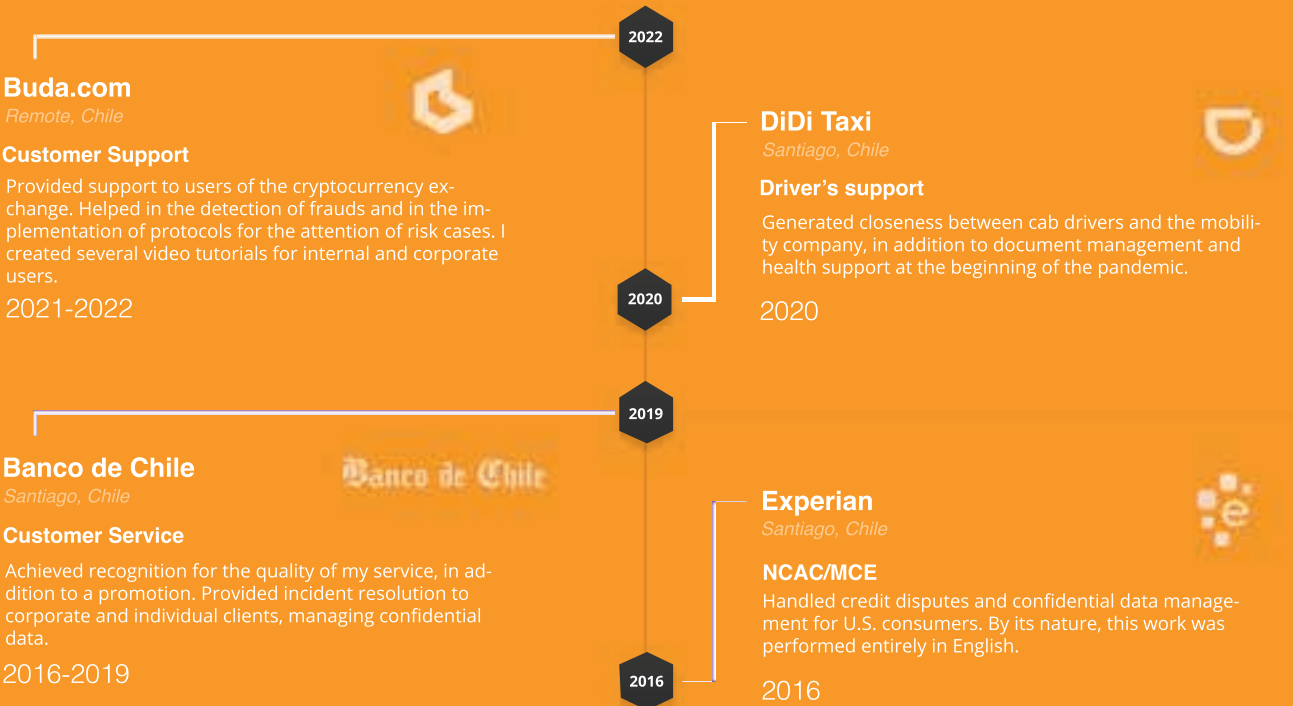 2022
Buda.com
Remote, Chile
Customer Support
Provided support to users of the cryptocurrency ex-
change. Helped in the detection of frauds and in the im-
plementation of protocols for the attention of risk cases. I
created several video tutorials for internal and corporate
users.
2021-2022
DiDi Taxi
Santiago, Chile
Driver’s support
Generated closeness between cab drivers and the mobili-
ty company, in addition to document management and
health support at the beginning of the pandemic.
2020
2020
2019
Banco de Chile
Santiago, Chile
Banco de Chile
Customer Service
Achieved recognition for the quality of my service, in ad-
dition to a promotion. Provided incident resolution to
corporate and individual clients, managing confidential
data.
2016-2019
Experian
Santiago, Chile
e
NCAC/MCE
Handled credit disputes and confidential data manage-
ment for U.S. consumers. By its nature, this work was
performed entirely in English.
2016
2016